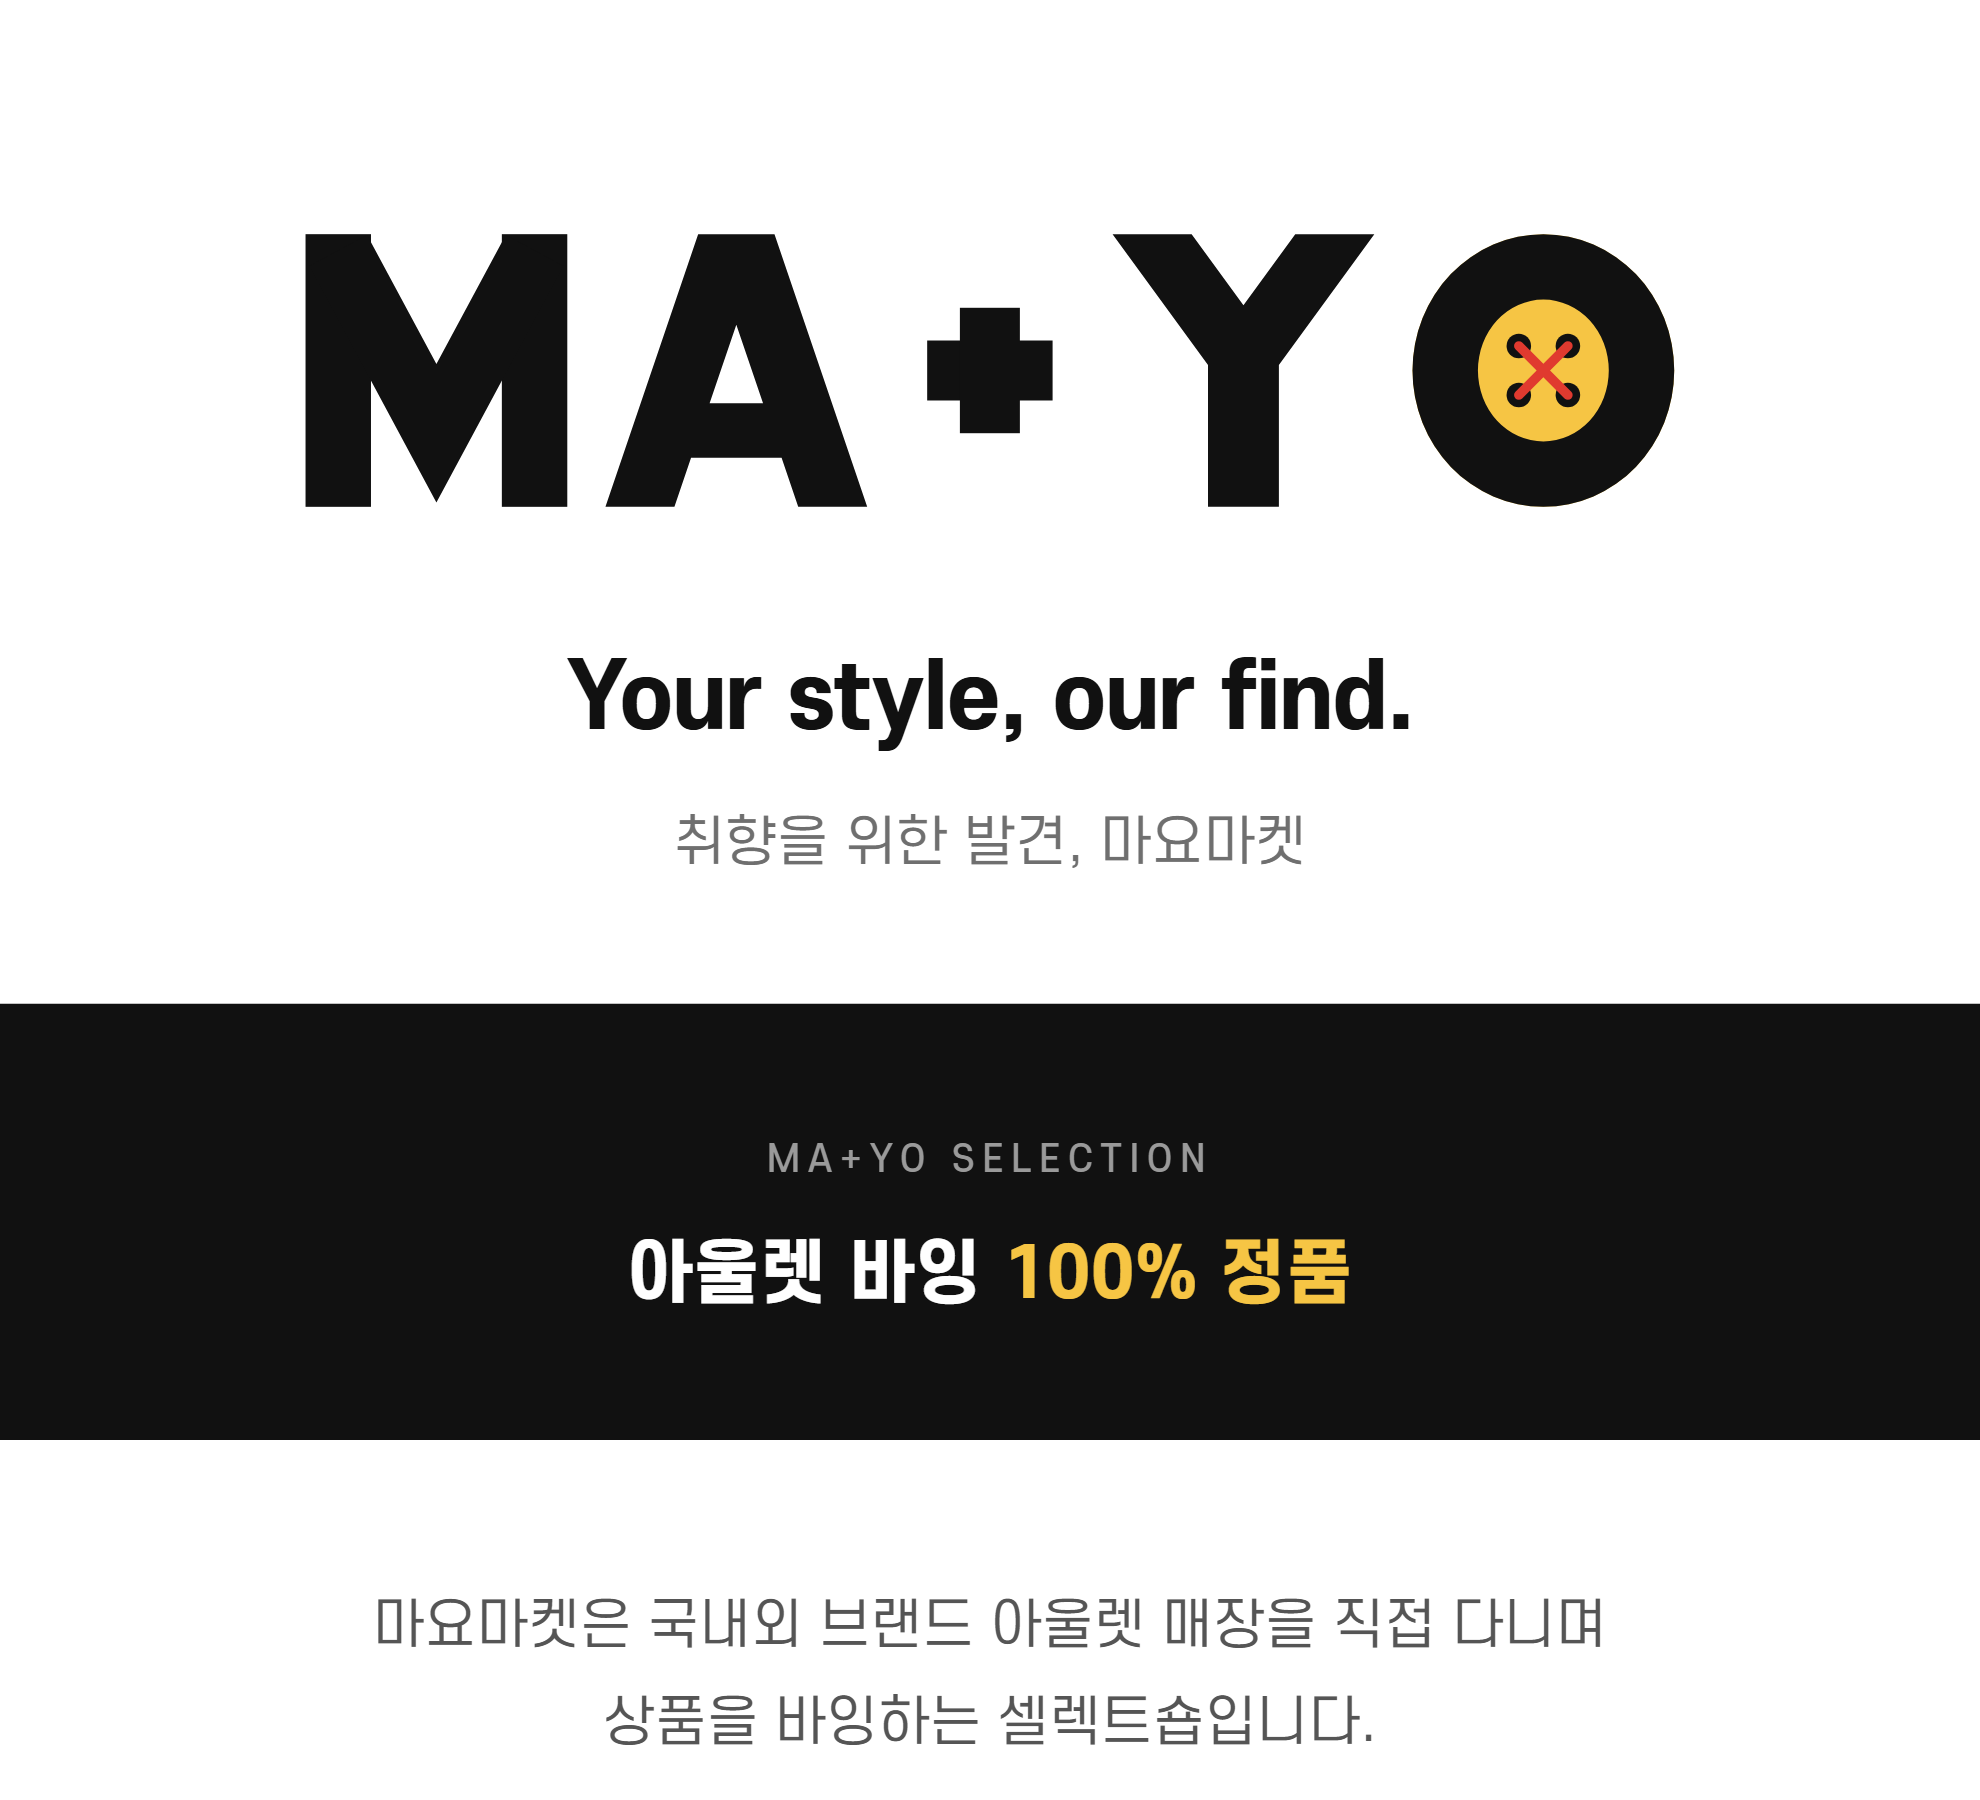 MA+YO
Your style, our find.
취향을 위한 발견, 마요마켓
MA+YO SELECTION
아울렛 바잉 100% 정품
마요마켓은 국내외 브랜드 아울렛 매장을 직접 다니며
상품을 바잉하는 셀렉트숍입니다.